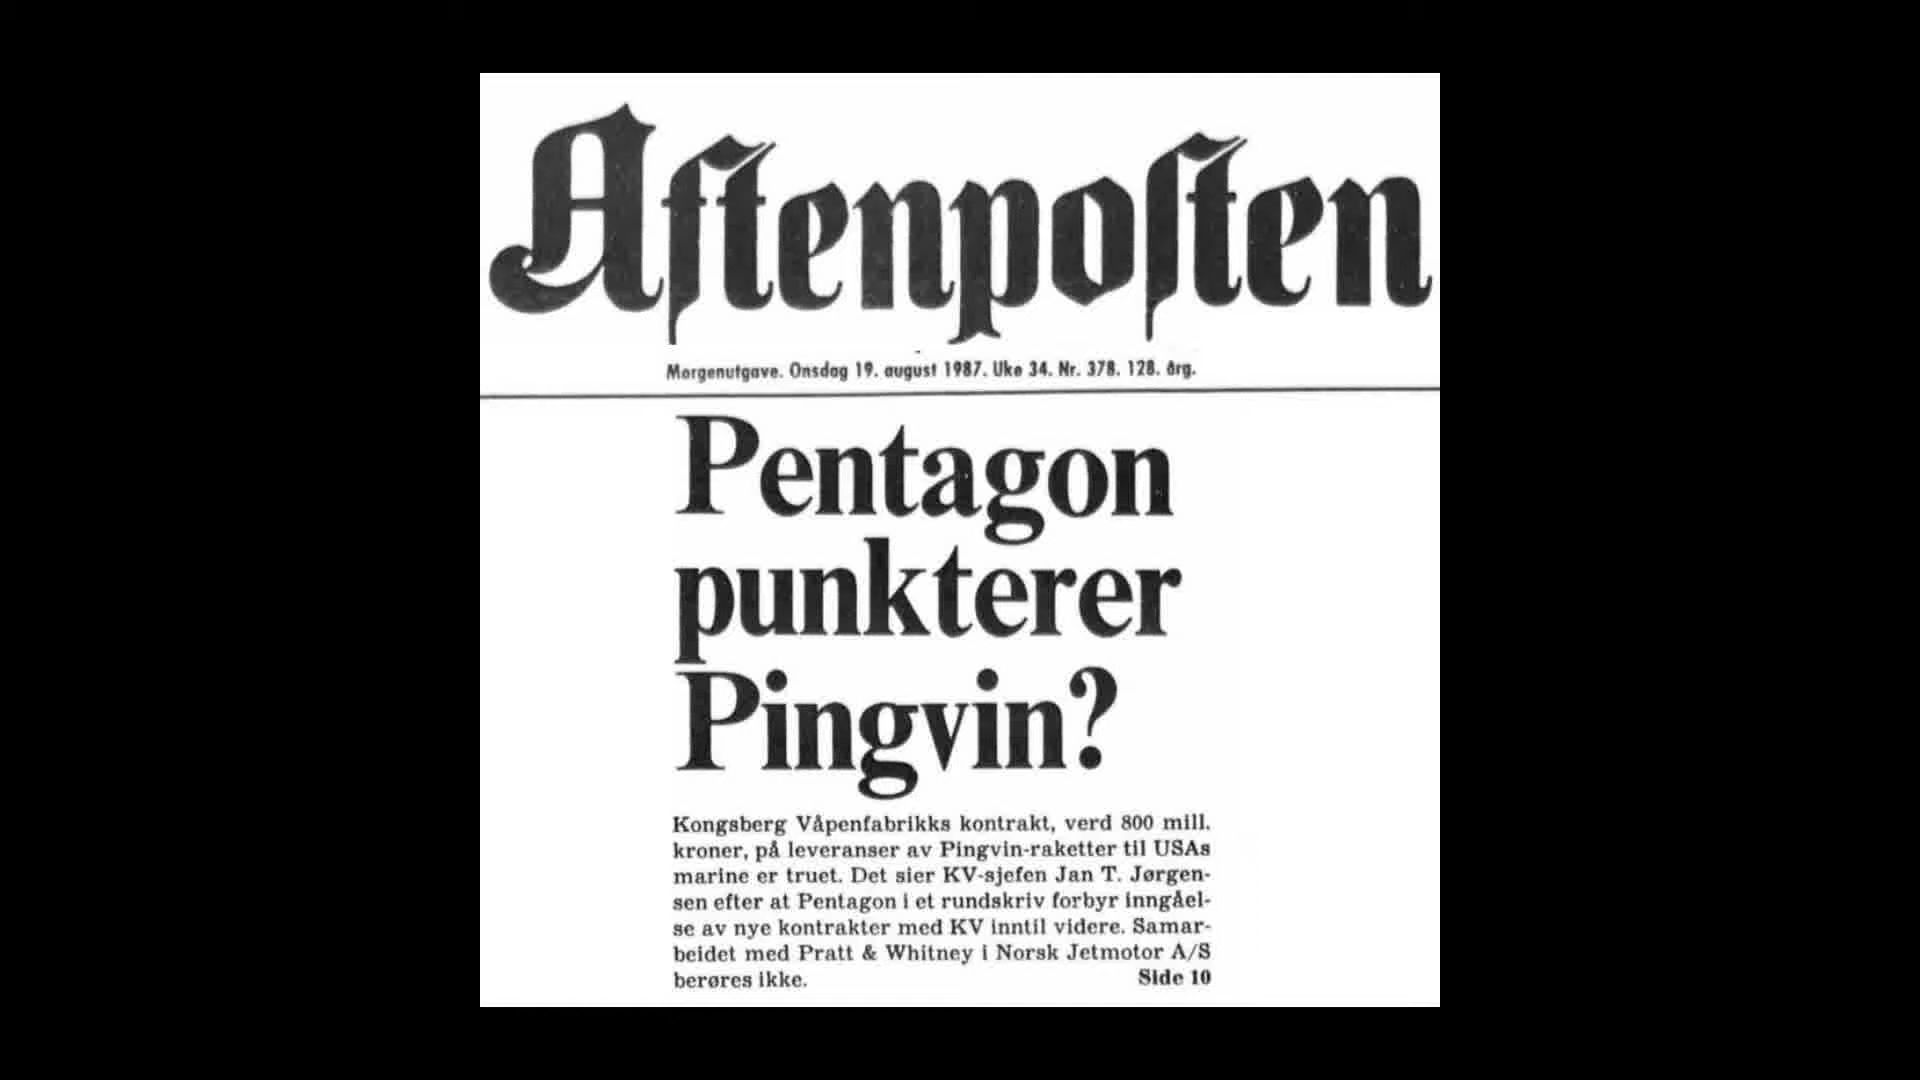 Aftenposten
Morgenutgave. Onsdag 19. august 1987. Uke 34. Nr. 378. 128. årg.
Pentagon
punkterer
Pingvin?
Kongsberg Våpenfabrikks kontrakt, verd 800 mill.
kroner, på leveranser av Pingvin-raketter til USAs
marine er truet. Det sier KV-sjefen Jan T. Jørgen-
sen efter at Pentagon i et rundskriv forbyr inngåel-
se av nye kontrakter med KV inntil videre. Samar-
beidet med Pratt & Whitney i Norsk Jetmotor A/S
berøres ikke. Side 10